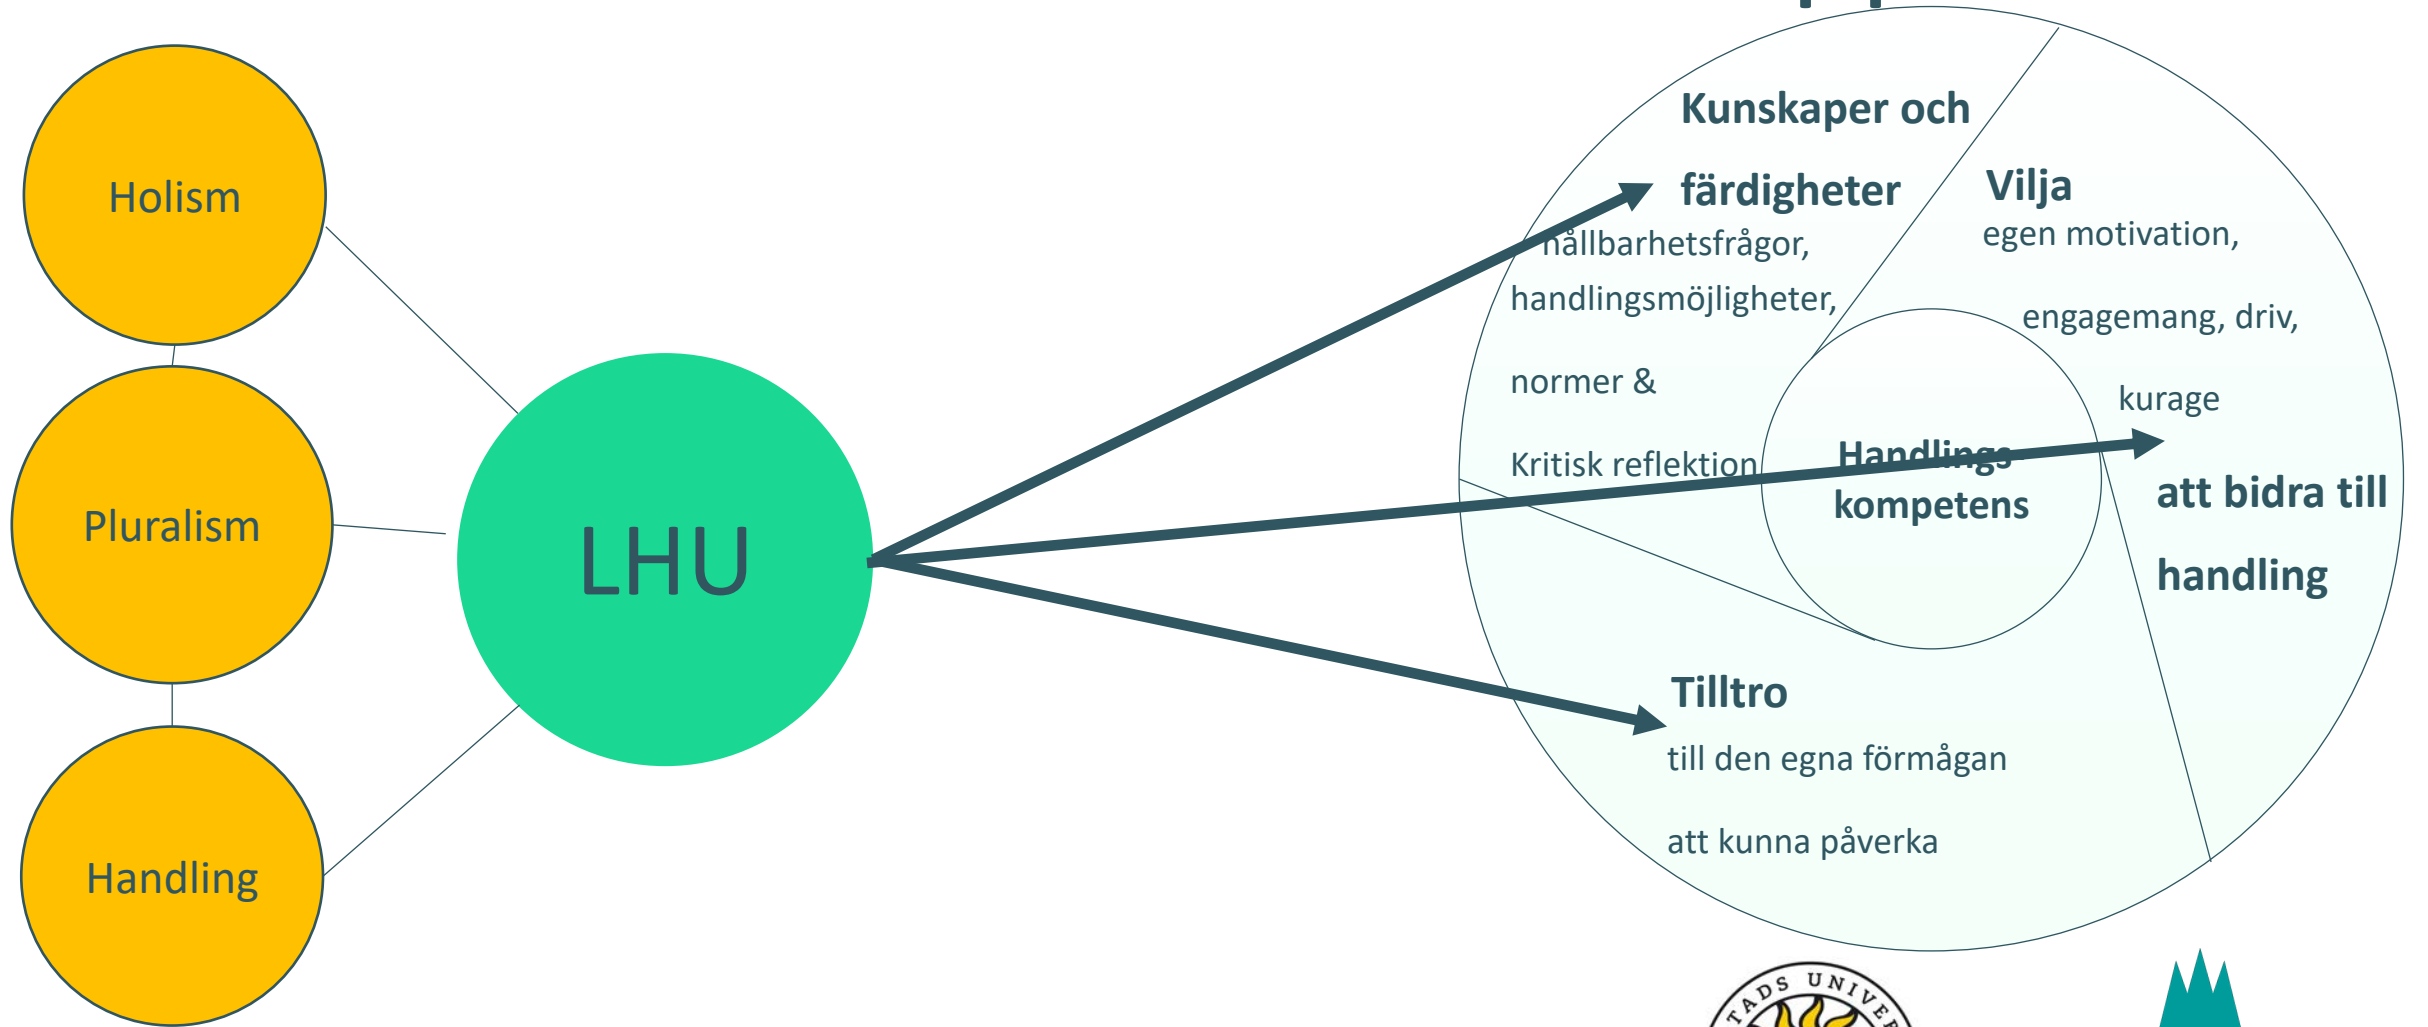 Holism
Pluralism
Handling
LHU
Kunskaper och
färdigheter
hållbarhetsfrågor,
handlingsmöjligheter,
normer &
Kritisk reflektion
Vilja
egen motivation,
engagemang, driv,
kurage
att bidra till
handling
Handlings-
kompetens
Tilltro
till den egna förmågan
att kunna påverka